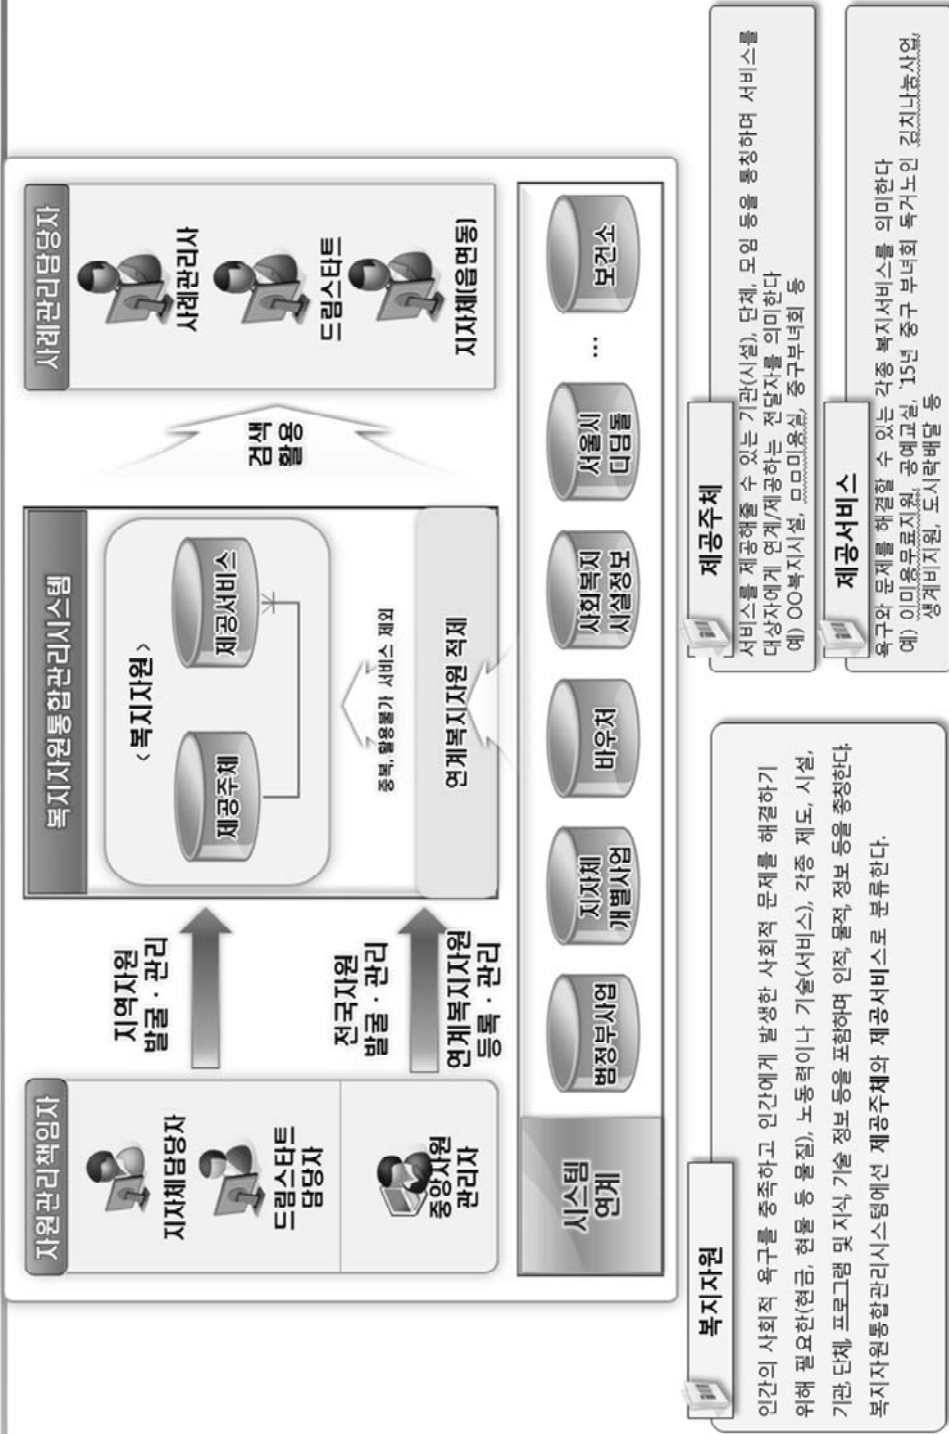 자원관리책임자
지자체담당자
드림스타트
담당자
중앙자원
관리자
지역자원
발굴 · 관리
전국자원
발굴 · 관리
연계복지자원
등록 · 관리
복지자원통합관리시스템
< 복지자원 >
제공주체
제공서비스
중복, 활용불가 서비스 제외
연계복지자원 적재
검색
활용
사례관리담당자
사례관리사
드림스타트
지자체(읍면동)
시스템
연계
범정부사업
지자체
개별사업
바우처
사회복지
시설정보
서울시
디딤돌
...
보건소
복지자원
인간의 사회적 욕구를 충족하고 인간에게 발생한 사회적 문제를 해결하기
위해 필요한(현금, 현물 등 물질), 노동력이나 기술(서비스), 각종 제도, 시설,
기관, 단체, 프로그램 및 지식, 기술 정보 등을 포함하며 인적, 물적, 정보 등을 총칭한다.
복지자원통합관리시스템에선 제공주체와 제공서비스로 분류한다.
제공주체
서비스를 제공해줄 수 있는 기관(시설), 단체, 모임 등을 통칭하며 서비스를
대상자에게 연계/제공하는 전달자를 의미한다
예) OO복지시설, ㅁㅁ미용실, 중구부녀회 등
제공서비스
욕구와 문제를 해결할 수 있는 각종 복지서비스를 의미한다
예) 이미용무료지원, 공예교실, '15년 중구 부녀회 독거노인 김치나눔사업,
생계비지원, 도시락배달 등